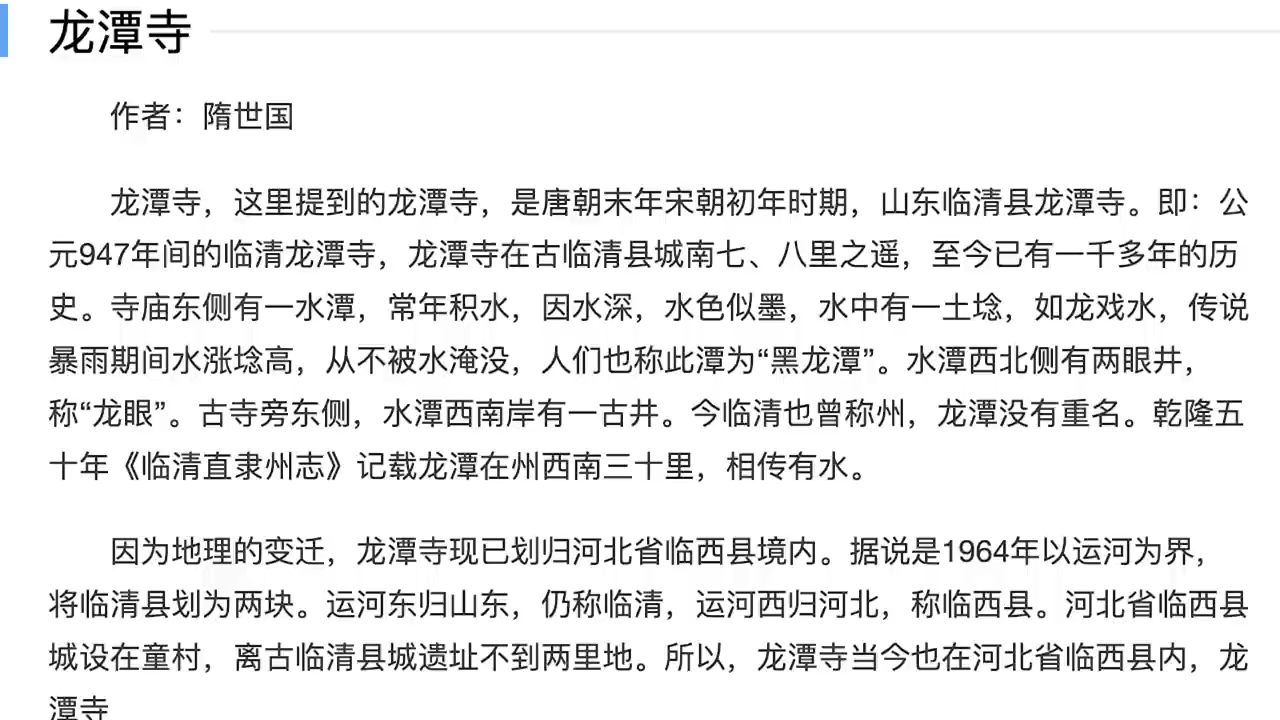 龙潭寺
作者：隋世国
龙潭寺，这里提到的龙潭寺，是唐朝末年宋朝初年时期，山东临清县龙潭寺。即：公
元947年间的临清龙潭寺，龙潭寺在古临清县城南七、八里之遥，至今已有一千多年的历
史。寺庙东侧有一水潭，常年积水，因水深，水色似墨，水中有一土埝，如龙戏水，传说
暴雨期间水涨埝高，从不被水淹没，人们也称此潭为“黑龙潭”。水潭西北侧有两眼井，
称“龙眼”。古寺旁东侧，水潭西南岸有一古井。今临清也曾称州，龙潭没有重名。乾隆五
十年《临清直隶州志》记载龙潭在州西南三十里，相传有水。
因为地理的变迁，龙潭寺现已划归河北省临西县境内。据说是1964年以运河为界，
将临清县划为两块。运河东归山东，仍称临清，运河西归河北，称临西县。河北省临西县
城设在童村，离古临清县城遗址不到两里地。所以，龙潭寺当今也在河北省临西县内，龙
潭寺